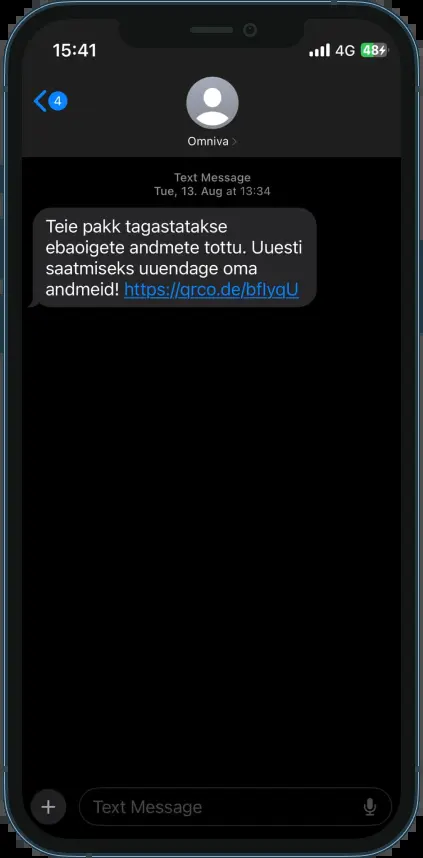 15:41
4G
48
4
Omniva
Text Message
Tue, 13. Aug at 13:34
Teie pakk tagastatakse
ebaoigete andmete tottu. Uuesti
saatmiseks uuendage oma
andmeid! https://qrco.de/bfIyqU
Text Message